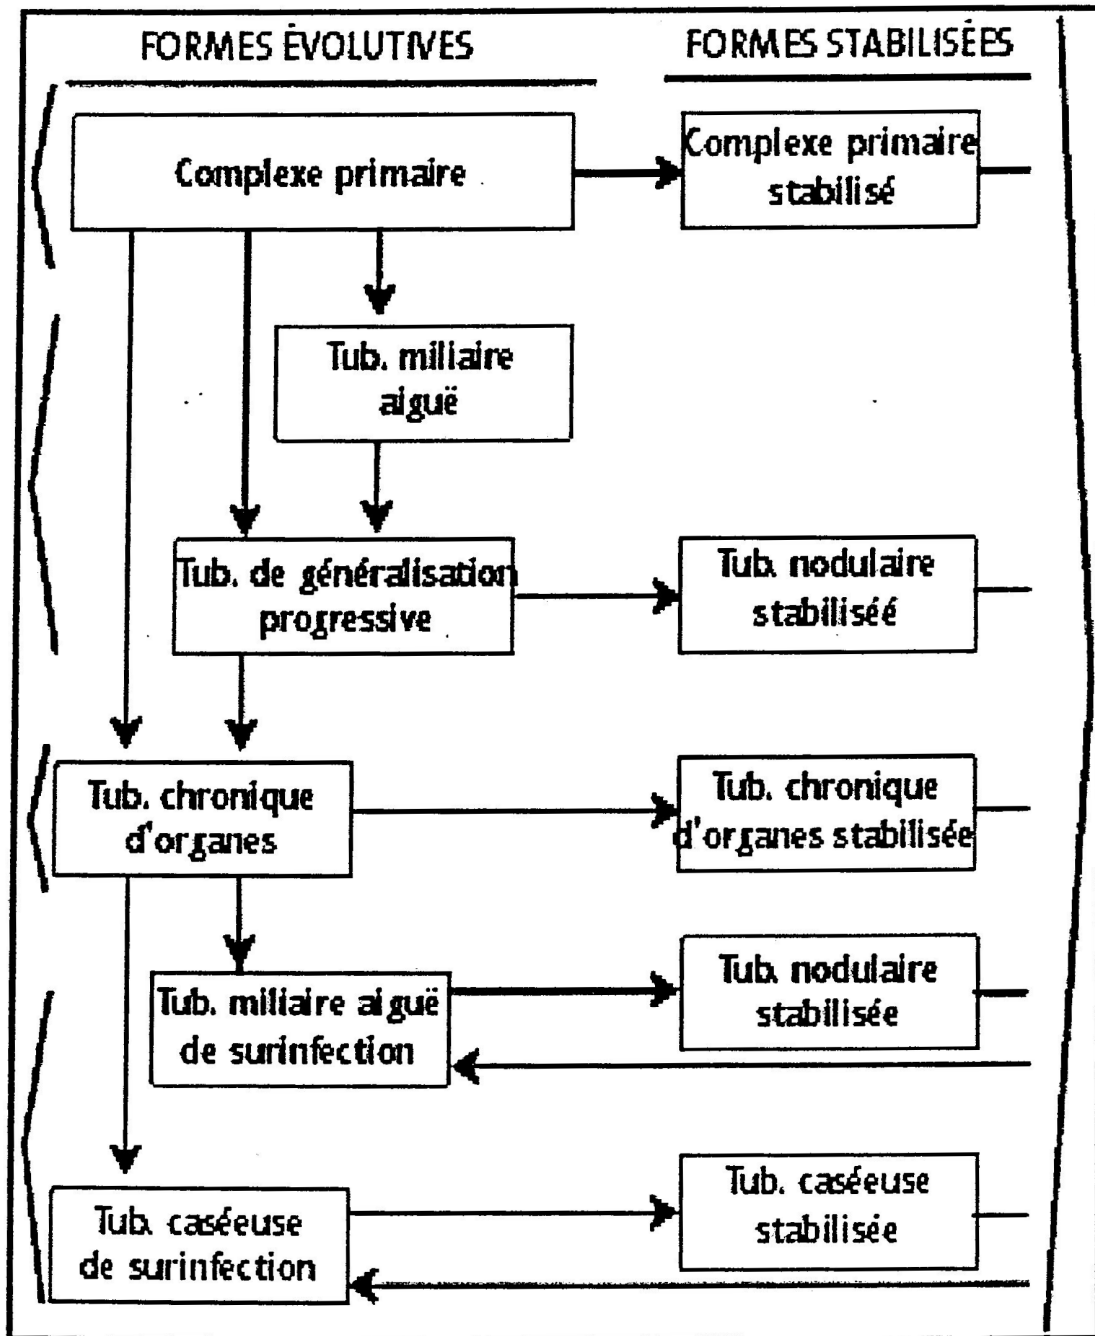 FORMES ÉVOLUTIVES
FORMES STABILISÉES
Complexe primaire
Complexe primaire
stabilisé
Tub. miliaire
aiguë
Tub. de généralisation
progressive
Tub. nodulaire
stabiliséé
Tub. chronique
d'organes
Tub. chronique
d'organes stabilisée
Tub. miliaire aiguë
de surinfection
Tub. nodulaire
stabilisée
Tub. caséeuse
de surinfection
Tub. caséeuse
stabilisée